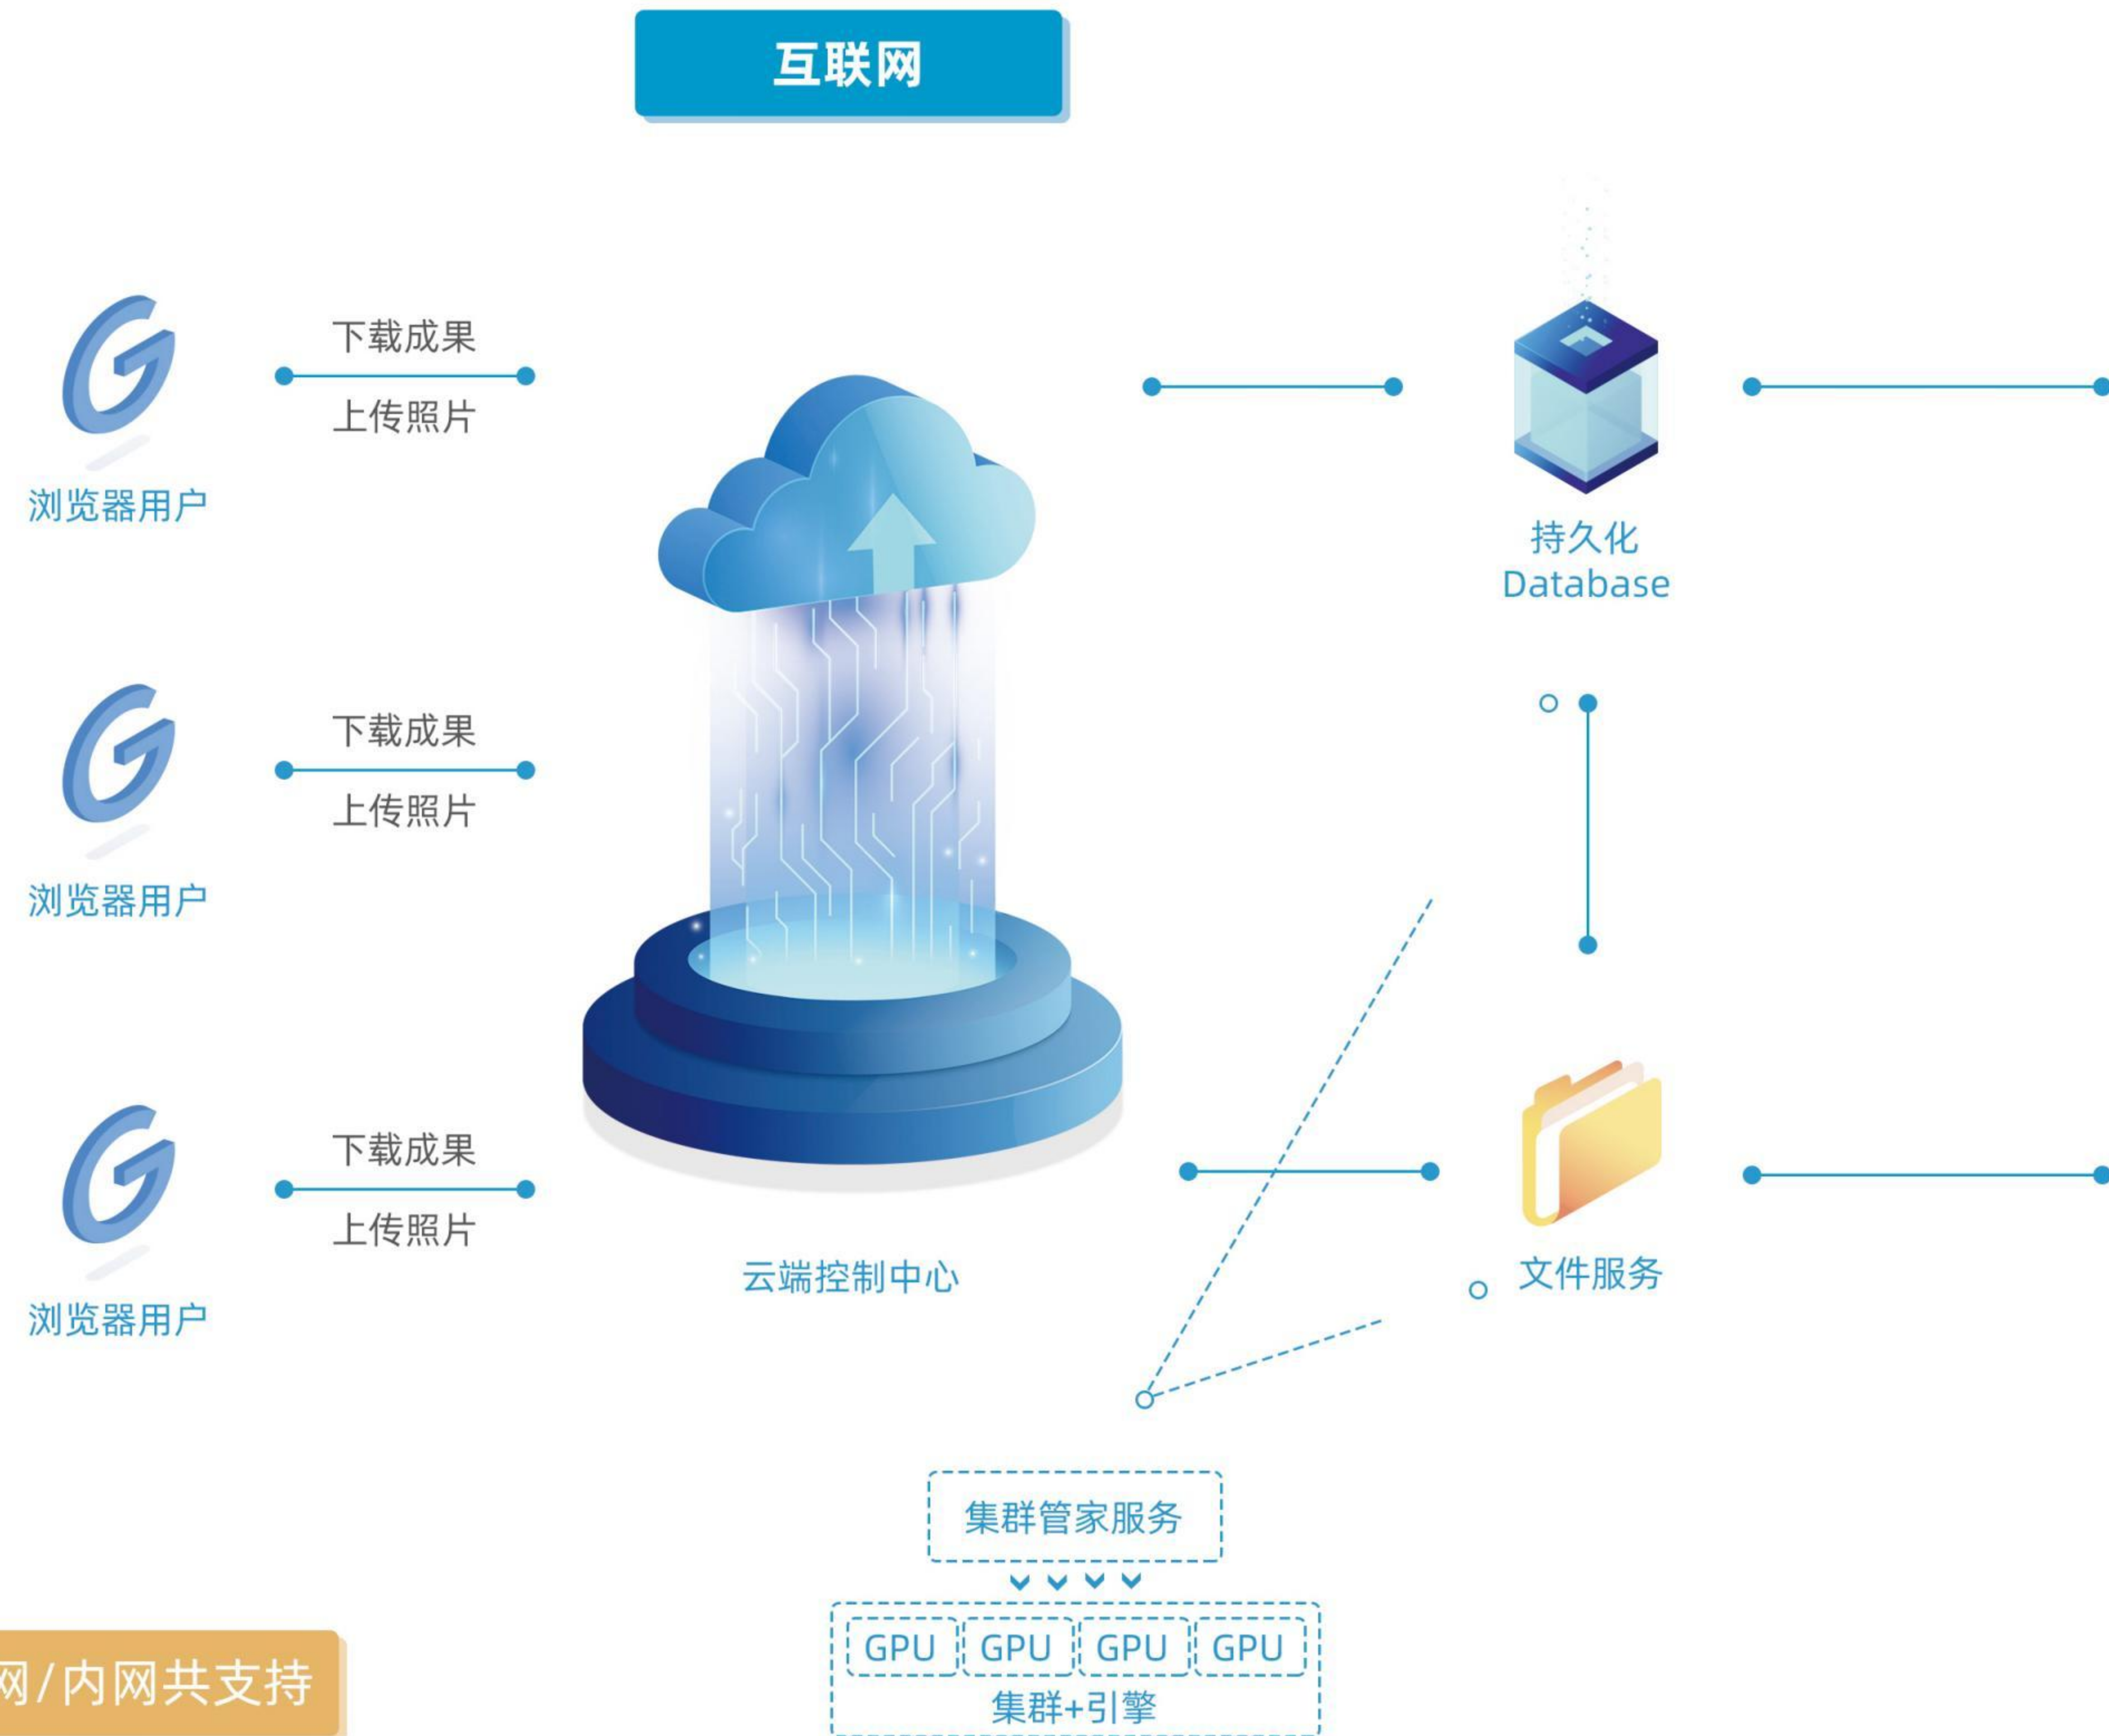 互联网
下载成果
上传照片
浏览器用户
持久化
Database
下载成果
上传照片
浏览器用户
下载成果
上传照片
浏览器用户
云端控制中心
文件服务
集群管家服务
GPU GPU GPU GPU
集群+引擎
网/内网共支持